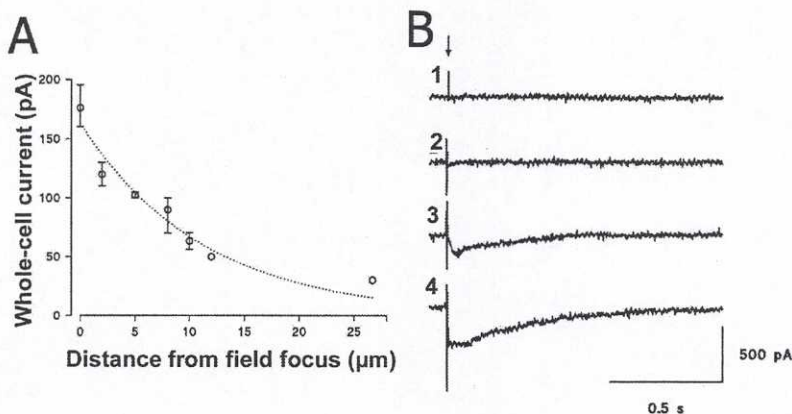 A
Whole-cell current (pA)
200
150
100
50
0
0 5 10 15 20 25
Distance from field focus (µm)
B
1
2
3
4
500 pA
0.5 s